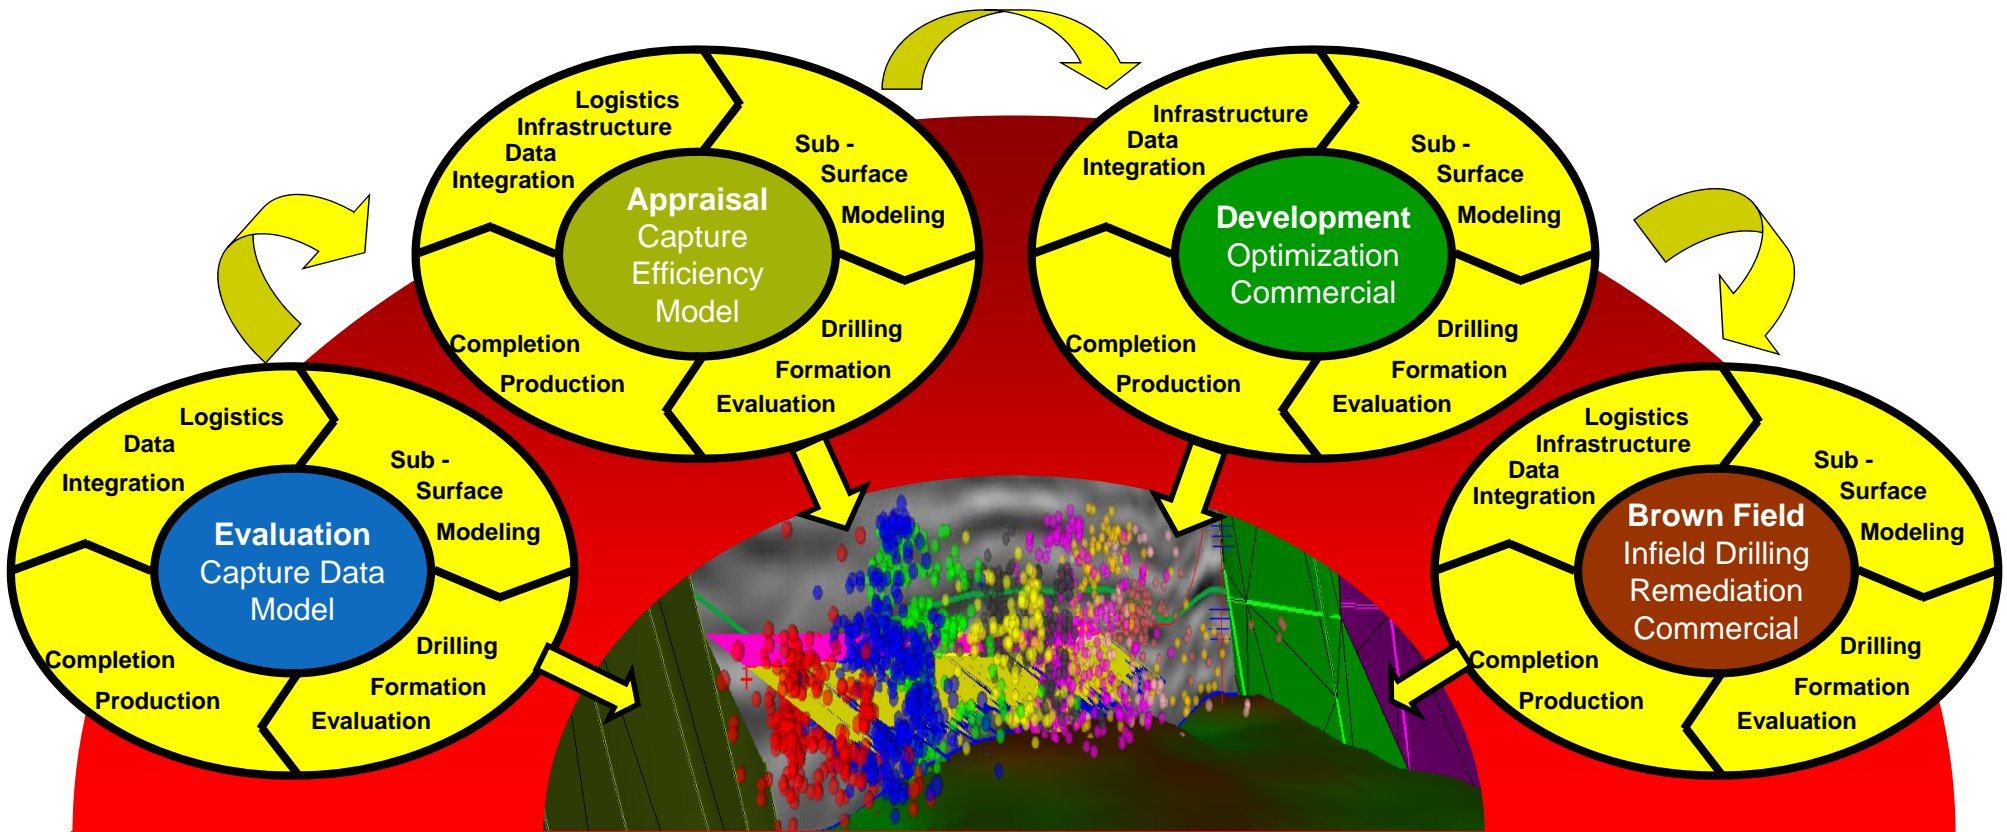 Logistics
Data
Integration
Sub -
Surface
Modeling
Evaluation
Capture Data
Model
Completion
Production
Drilling
Formation
Evaluation
Logistics
Infrastructure
Data
Integration
Sub -
Surface
Modeling
Appraisal
Capture
Efficiency
Model
Completion
Production
Drilling
Formation
Evaluation
Infrastructure
Data
Integration
Sub -
Surface
Modeling
Development
Optimization
Commercial
Completion
Production
Drilling
Formation
Evaluation
Logistics
Infrastructure
Data
Integration
Sub -
Surface
Modeling
Brown Field
Infield Drilling
Remediation
Commercial
Completion
Production
Drilling
Formation
Evaluation